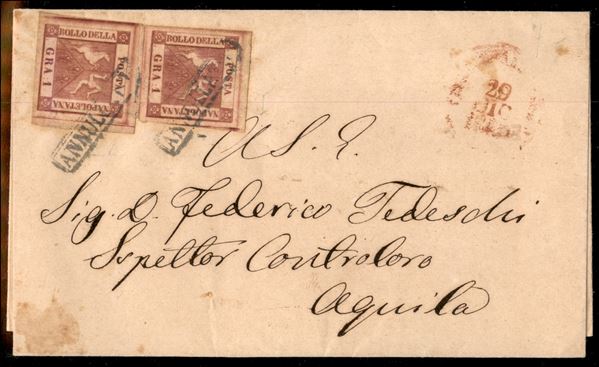 BOLLO DELLA
POSTA
NAPOLETANA
GRA 1
ANNULLATO
BOLLO DELLA
POSTA
NAPOLETANA
GRA 1
29
DIC
A S. E.
Sig. D. Federico Tedeschi
Ispettor Controloro
Aquila